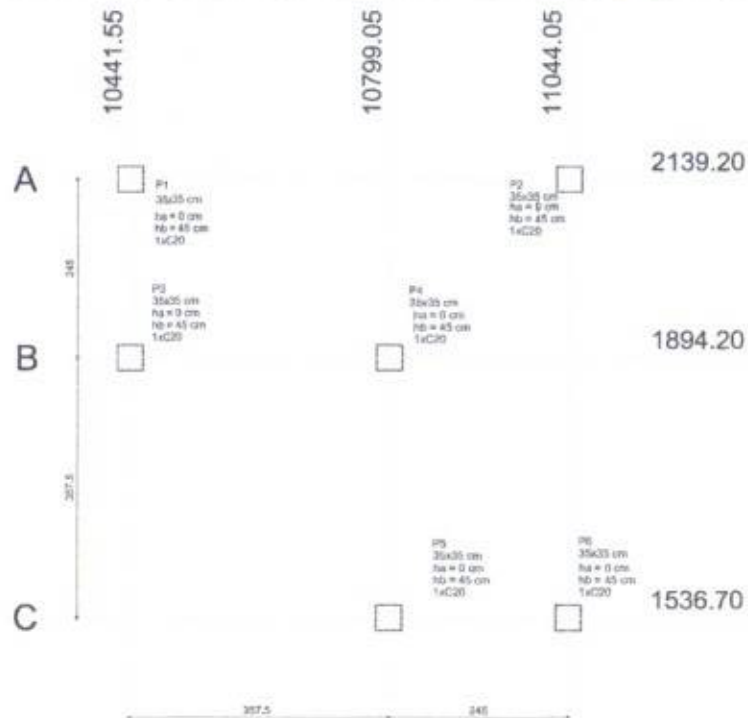 10441.55
10799.05
11044.05
A
2139.20
P1
35x35 cm
ha = 0 cm
hb = 45 cm
1xC20
P2
35x35 cm
ha = 0 cm
hb = 45 cm
1xC20
245
P3
35x35 cm
ha = 0 cm
hb = 45 cm
1xC20
P4
35x35 cm
ha = 0 cm
hb = 45 cm
1xC20
B
1894.20
357.5
P5
35x35 cm
ha = 0 cm
hb = 45 cm
1xC20
P6
35x35 cm
ha = 0 cm
hb = 45 cm
1xC20
C
1536.70
357.5
245